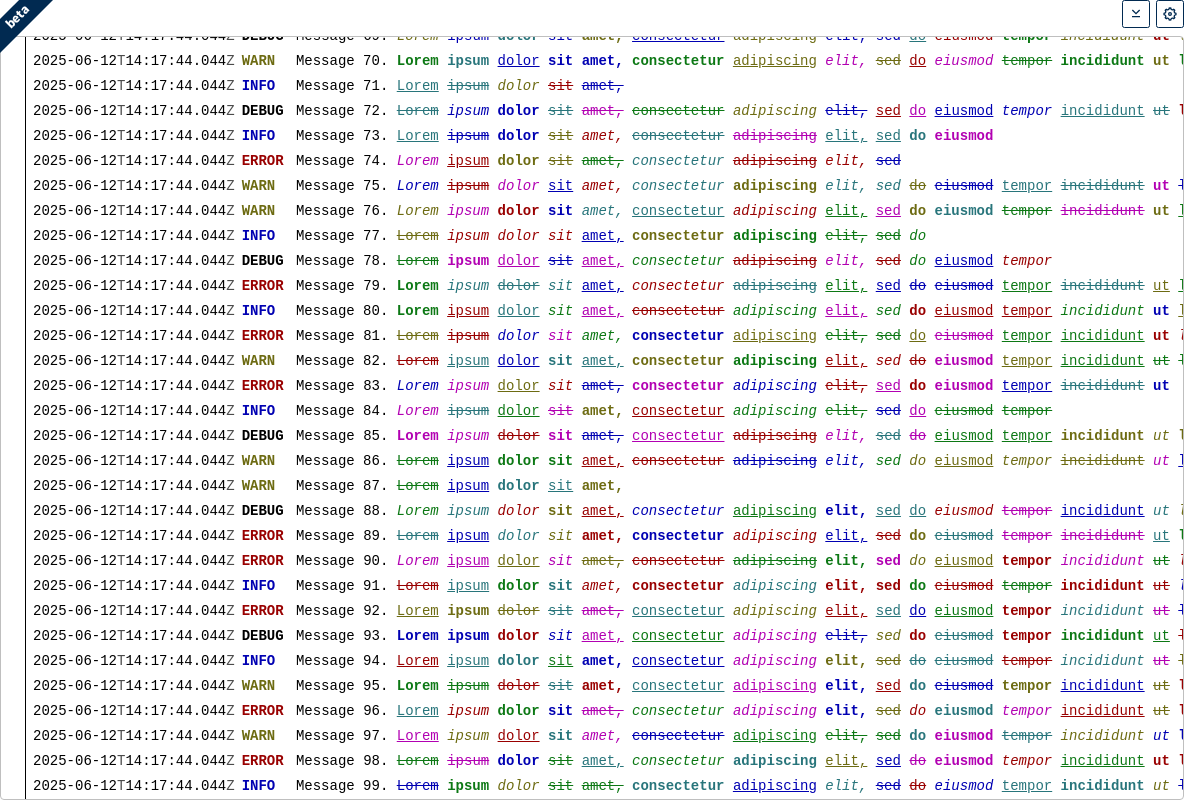 beta
2025-06-12T14:17:44.044Z DEBUG Message 69. Lorem ipsum dolor sit amet, consectetur adipiscing elit, sed do eiusmod tempor incididunt ut
2025-06-12T14:17:44.044Z WARN Message 70. Lorem ipsum dolor sit amet, consectetur adipiscing elit, sed do eiusmod tempor incididunt ut
2025-06-12T14:17:44.044Z INFO Message 71. Lorem ipsum dolor sit amet,
2025-06-12T14:17:44.044Z DEBUG Message 72. Lorem ipsum dolor sit amet, consectetur adipiscing elit, sed do eiusmod tempor incididunt ut
2025-06-12T14:17:44.044Z INFO Message 73. Lorem ipsum dolor sit amet, consectetur adipiscing elit, sed do eiusmod
2025-06-12T14:17:44.044Z ERROR Message 74. Lorem ipsum dolor sit amet, consectetur adipiscing elit, sed
2025-06-12T14:17:44.044Z WARN Message 75. Lorem ipsum dolor sit amet, consectetur adipiscing elit, sed do eiusmod tempor incididunt ut
2025-06-12T14:17:44.044Z WARN Message 76. Lorem ipsum dolor sit amet, consectetur adipiscing elit, sed do eiusmod tempor incididunt ut
2025-06-12T14:17:44.044Z INFO Message 77. Lorem ipsum dolor sit amet, consectetur adipiscing elit, sed do
2025-06-12T14:17:44.044Z DEBUG Message 78. Lorem ipsum dolor sit amet, consectetur adipiscing elit, sed do eiusmod tempor
2025-06-12T14:17:44.044Z ERROR Message 79. Lorem ipsum dolor sit amet, consectetur adipiscing elit, sed do eiusmod tempor incididunt ut
2025-06-12T14:17:44.044Z INFO Message 80. Lorem ipsum dolor sit amet, consectetur adipiscing elit, sed do eiusmod tempor incididunt ut
2025-06-12T14:17:44.044Z ERROR Message 81. Lorem ipsum dolor sit amet, consectetur adipiscing elit, sed do eiusmod tempor incididunt ut
2025-06-12T14:17:44.044Z WARN Message 82. Lorem ipsum dolor sit amet, consectetur adipiscing elit, sed do eiusmod tempor incididunt ut
2025-06-12T14:17:44.044Z ERROR Message 83. Lorem ipsum dolor sit amet, consectetur adipiscing elit, sed do eiusmod tempor incididunt ut
2025-06-12T14:17:44.044Z INFO Message 84. Lorem ipsum dolor sit amet, consectetur adipiscing elit, sed do eiusmod tempor
2025-06-12T14:17:44.044Z DEBUG Message 85. Lorem ipsum dolor sit amet, consectetur adipiscing elit, sed do eiusmod tempor incididunt ut
2025-06-12T14:17:44.044Z WARN Message 86. Lorem ipsum dolor sit amet, consectetur adipiscing elit, sed do eiusmod tempor incididunt ut
2025-06-12T14:17:44.044Z WARN Message 87. Lorem ipsum dolor sit amet,
2025-06-12T14:17:44.044Z DEBUG Message 88. Lorem ipsum dolor sit amet, consectetur adipiscing elit, sed do eiusmod tempor incididunt ut
2025-06-12T14:17:44.044Z ERROR Message 89. Lorem ipsum dolor sit amet, consectetur adipiscing elit, sed do eiusmod tempor incididunt ut
2025-06-12T14:17:44.044Z ERROR Message 90. Lorem ipsum dolor sit amet, consectetur adipiscing elit, sed do eiusmod tempor incididunt ut
2025-06-12T14:17:44.044Z INFO Message 91. Lorem ipsum dolor sit amet, consectetur adipiscing elit, sed do eiusmod tempor incididunt ut
2025-06-12T14:17:44.044Z ERROR Message 92. Lorem ipsum dolor sit amet, consectetur adipiscing elit, sed do eiusmod tempor incididunt ut
2025-06-12T14:17:44.044Z DEBUG Message 93. Lorem ipsum dolor sit amet, consectetur adipiscing elit, sed do eiusmod tempor incididunt ut
2025-06-12T14:17:44.044Z INFO Message 94. Lorem ipsum dolor sit amet, consectetur adipiscing elit, sed do eiusmod tempor incididunt ut
2025-06-12T14:17:44.044Z WARN Message 95. Lorem ipsum dolor sit amet, consectetur adipiscing elit, sed do eiusmod tempor incididunt ut
2025-06-12T14:17:44.044Z ERROR Message 96. Lorem ipsum dolor sit amet, consectetur adipiscing elit, sed do eiusmod tempor incididunt ut
2025-06-12T14:17:44.044Z WARN Message 97. Lorem ipsum dolor sit amet, consectetur adipiscing elit, sed do eiusmod tempor incididunt ut
2025-06-12T14:17:44.044Z ERROR Message 98. Lorem ipsum dolor sit amet, consectetur adipiscing elit, sed do eiusmod tempor incididunt ut
2025-06-12T14:17:44.044Z INFO Message 99. Lorem ipsum dolor sit amet, consectetur adipiscing elit, sed do eiusmod tempor incididunt ut